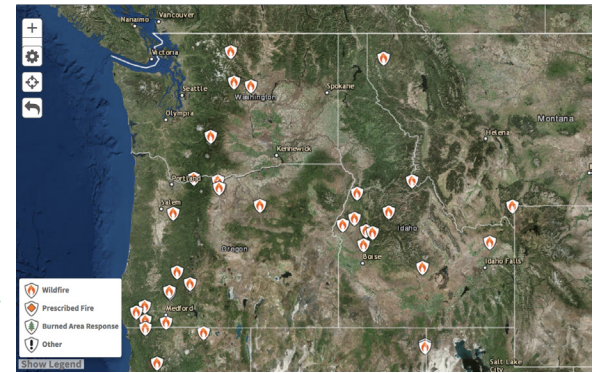 Vancouver
Nanaimo
Victoria
Seattle
Washington
Spokane
Olympia
Montana
Helena
Kennewick
Portland
Salem
Oregon
Idaho
Boise
Idaho Falls
Wildfire
Prescribed Fire
Medford
Burned Area Response
Other
Show Legend
Salt Lake
City